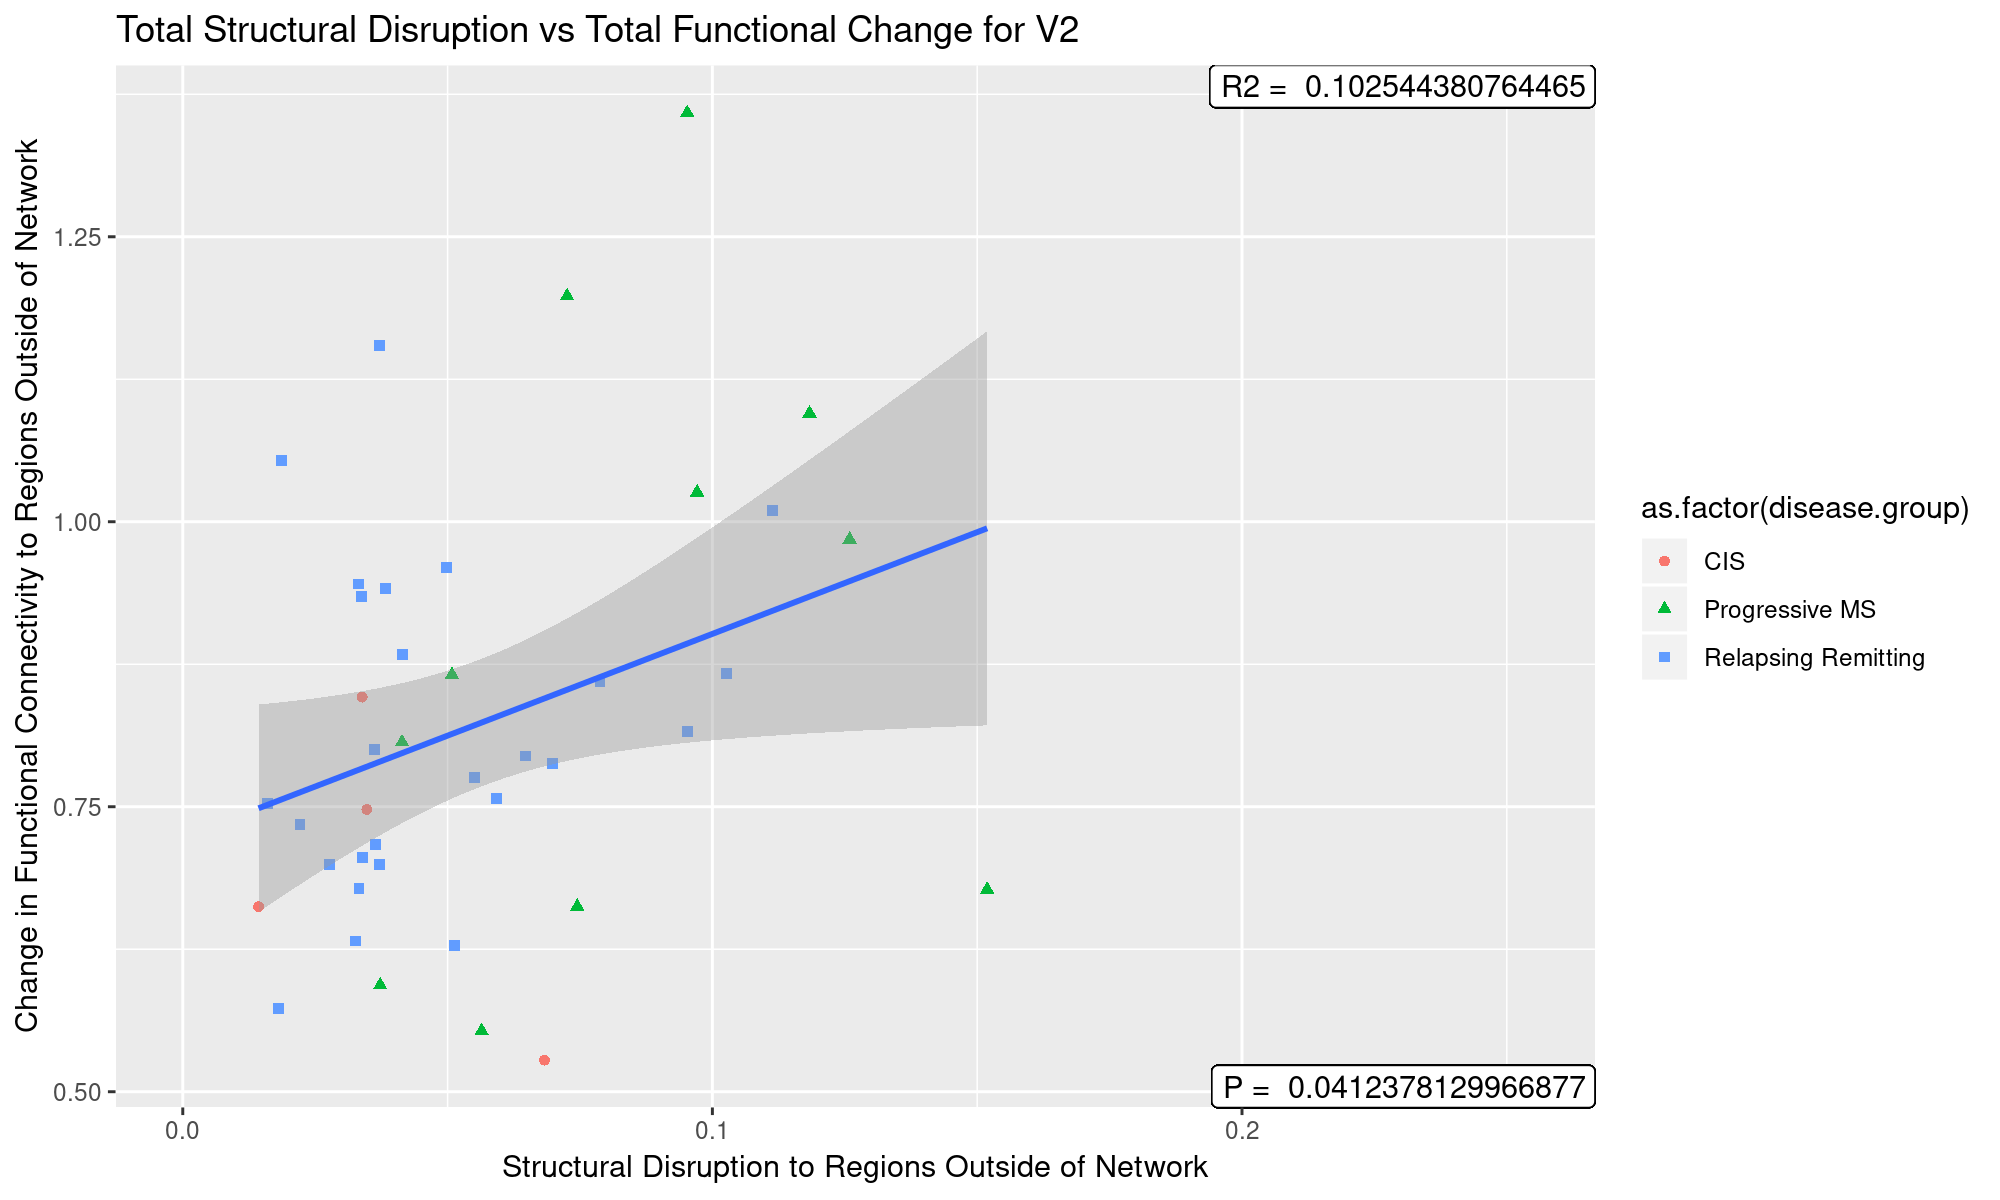 Total Structural Disruption vs Total Functional Change for V2
R2 =  0.102544380764465
Change in Functional Connectivity to Regions Outside of Network
1.25
1.00
0.75
0.50
as.factor(disease.group)
CIS
Progressive MS
Relapsing Remitting
P =  0.0412378129966877
0.0
0.1
0.2
Structural Disruption to Regions Outside of Network